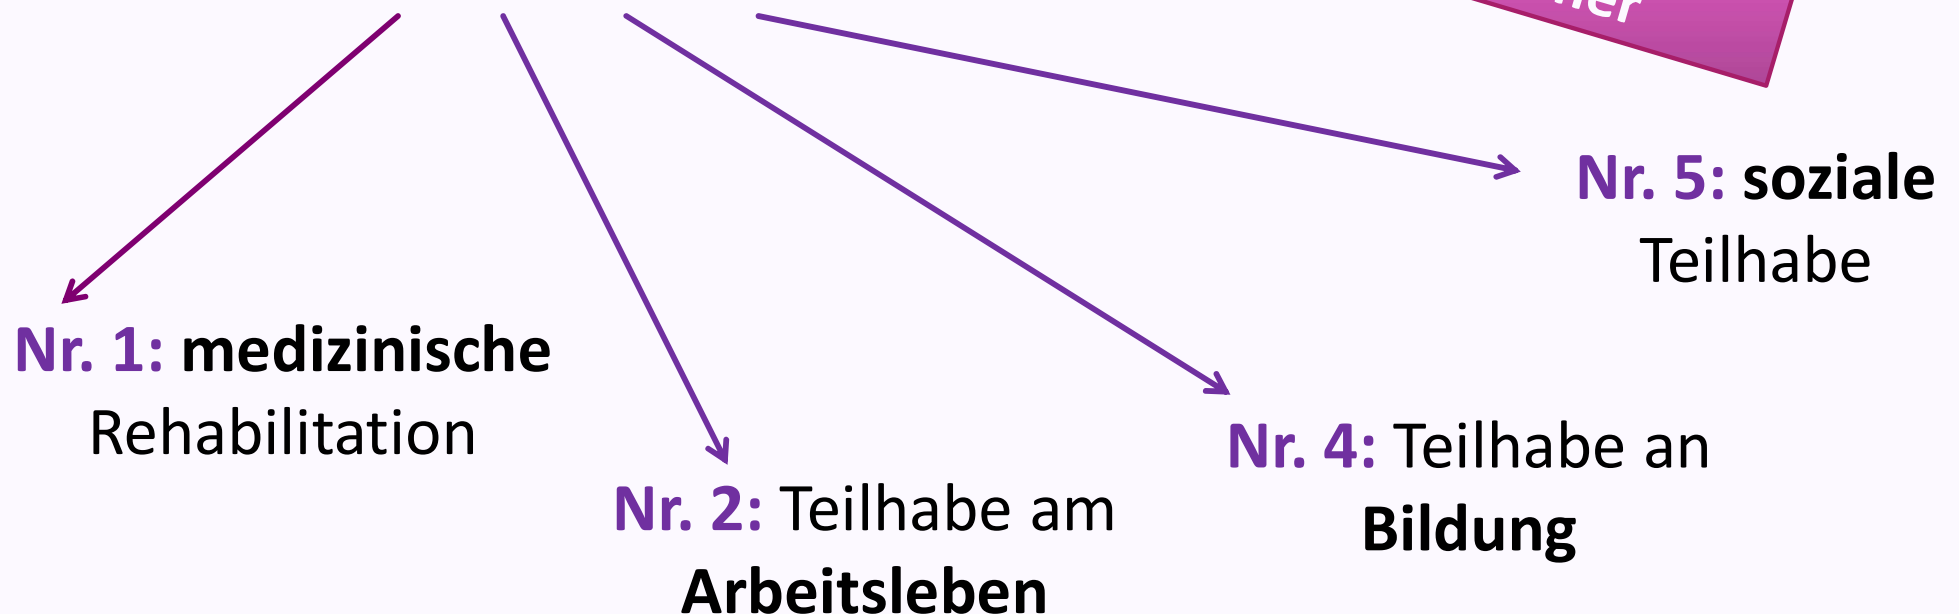 Nr. 5: soziale
Teilhabe
Nr. 1: medizinische
Rehabilitation
Nr. 4: Teilhabe an
Bildung
Nr. 2: Teilhabe am
Arbeitsleben